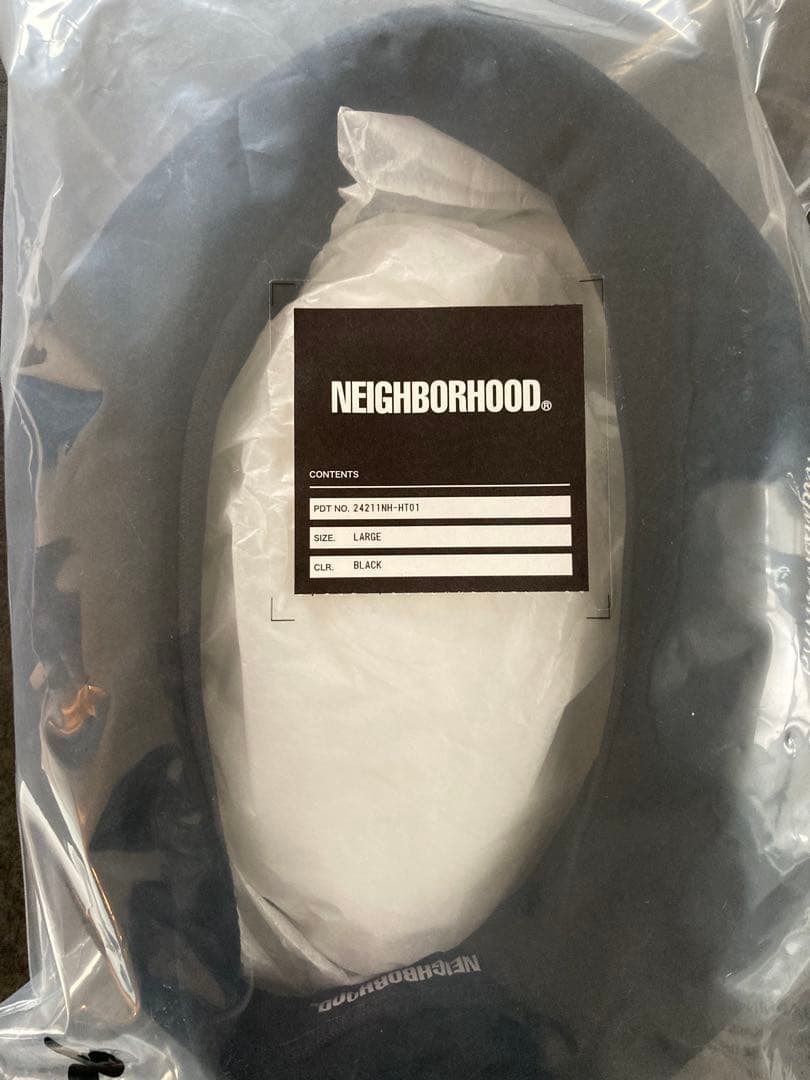 NEIGHBORHOOD®
CONTENTS
PDT NO. 24211NH-HT01
SIZE. LARGE
CLR. BLACK
NEIGHBORHOOD